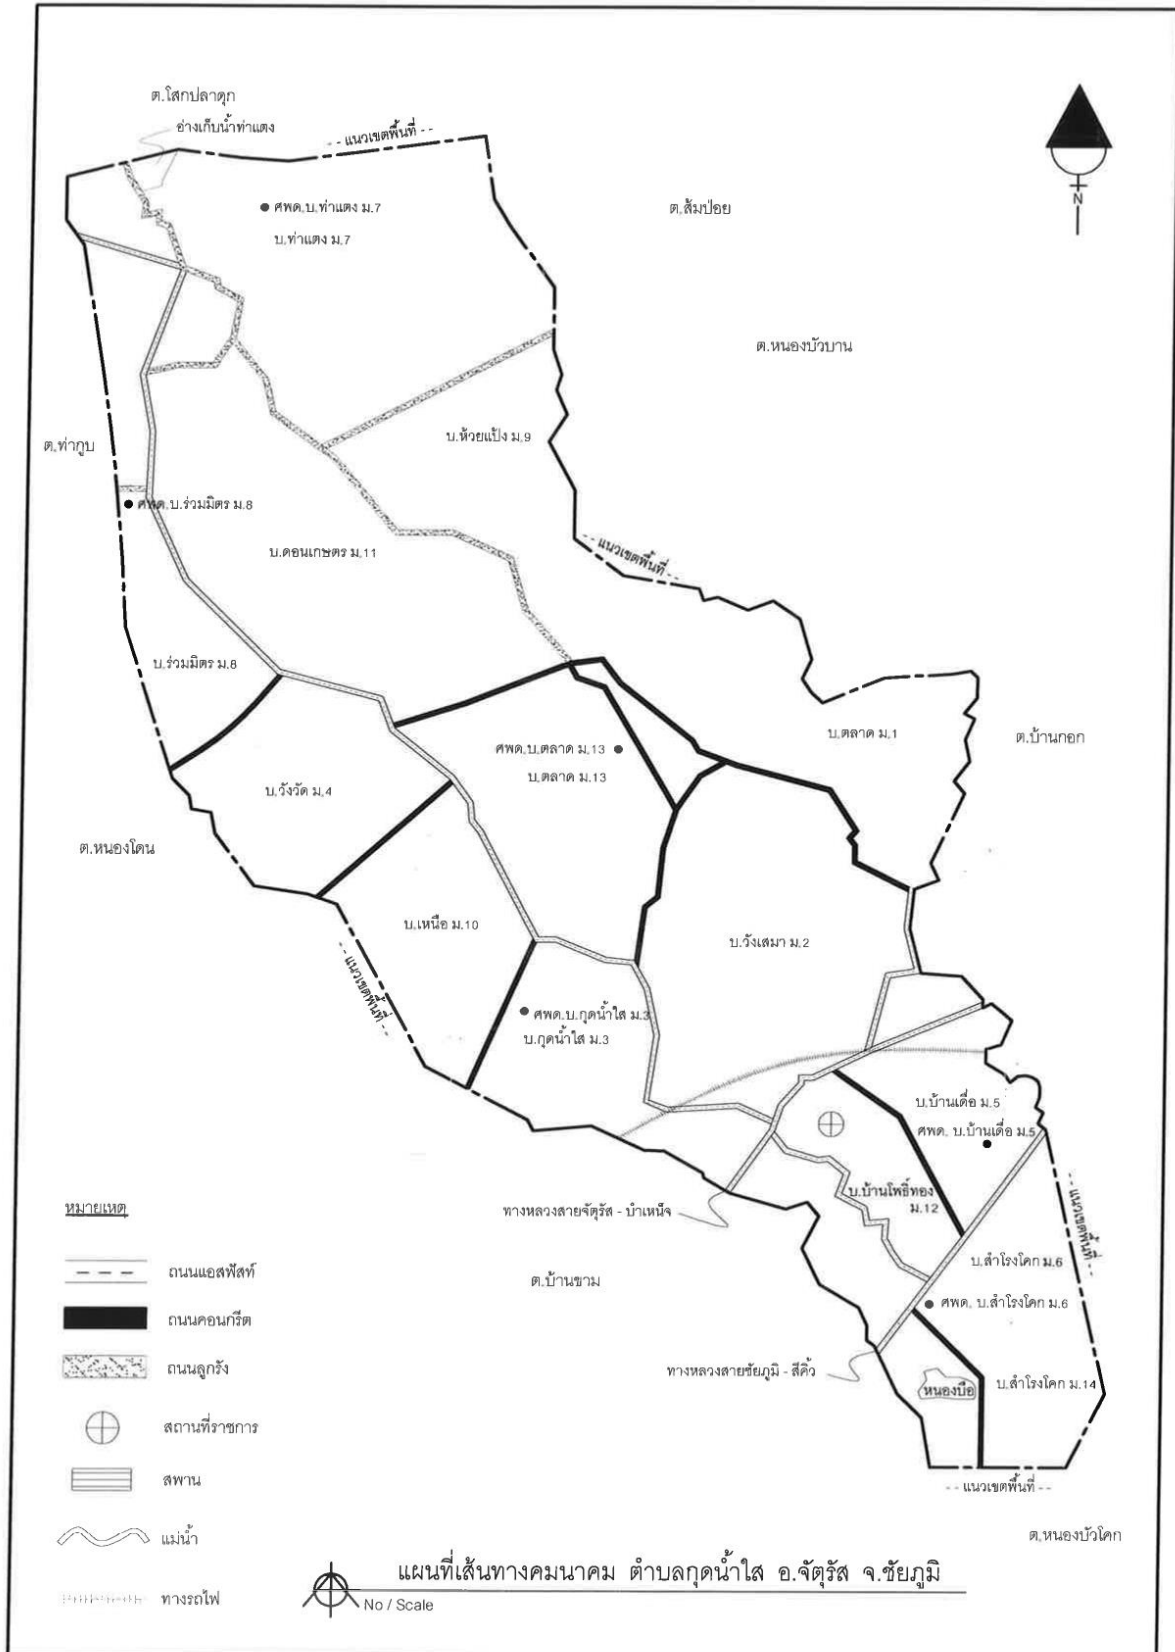 ต.โสกปลาดุก
อ่างเก็บน้ำท่าแตง
-- แนวเขตพื้นที่ --
ศพด.บ.ท่าแตง ม.7
บ.ท่าแตง ม.7
ต.ส้มป่อย
N
ต.หนองบัวบาน
บ.ห้วยแป้ง ม.9
ต.ท่ากูบ
ศพด.บ.ร่วมมิตร ม.8
บ.ดอนเกษตร ม.11
-- แนวเขตพื้นที่ --
บ.ร่วมมิตร ม.8
บ.ตลาด ม.1
ต.บ้านกอก
ศพด.บ.ตลาด ม.13
บ.ตลาด ม.13
บ.วังวัด ม.4
ต.หนองโดน
บ.เหนือ ม.10
บ.วังเสมา ม.2
-- แนวเขตพื้นที่ --
ศพด.บ.กุดน้ำใส ม.3
บ.กุดน้ำใส ม.3
บ.บ้านเดื่อ ม.5
ศพด. บ.บ้านเดื่อ ม.5
บ.บ้านโพธิ์ทอง
ม.12
-- แนวเขตพื้นที่ --
ทางหลวงสายจัตุรัส - บำเหน็จ
บ.สำโรงโคก ม.6
ต.บ้านขาม
ศพด. บ.สำโรงโคก ม.6
ทางหลวงสายชัยภูมิ - สีคิ้ว
หนองบือ
บ.สำโรงโคก ม.14
-- แนวเขตพื้นที่ --
ต.หนองบัวโคก
หมายเหตุ
ถนนแอสฟัสท์
ถนนคอนกรีต
ถนนลูกรัง
สถานที่ราชการ
สพาน
แม่น้ำ
ทางรถไฟ
แผนที่เส้นทางคมนาคม ตำบลกุดน้ำใส อ.จัตุรัส จ.ชัยภูมิ
No / Scale